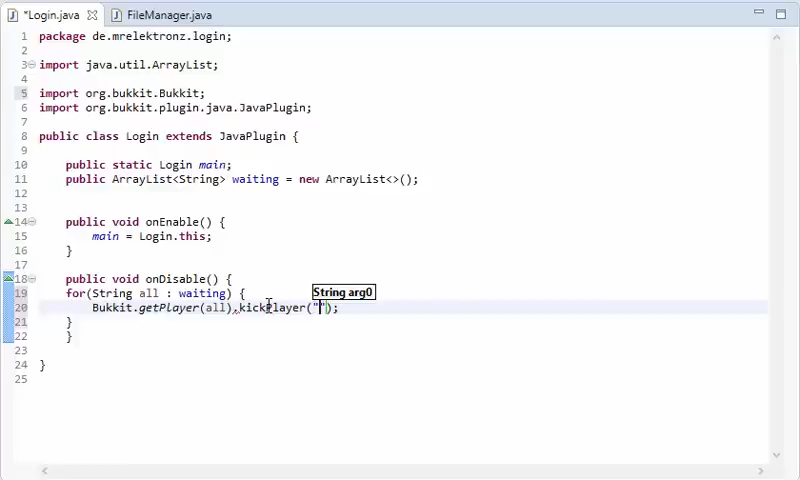 *Login.java FileManager.java
1 package de.mrelektronz.login;
2
3 import java.util.ArrayList;
4
5 import org.bukkit.Bukkit;
6 import org.bukkit.plugin.java.JavaPlugin;
7
8 public class Login extends JavaPlugin {
9
10 public static Login main;
11 public ArrayList<String> waiting = new ArrayList<>();
12
13
14 public void onEnable() {
15 main = Login.this;
16 }
17
18 public void onDisable() {
String arg0
19 for(String all : waiting) {
20 Bukkit.getPlayer(all).kickPlayer("");
21 }
22 }
23
24 }
25